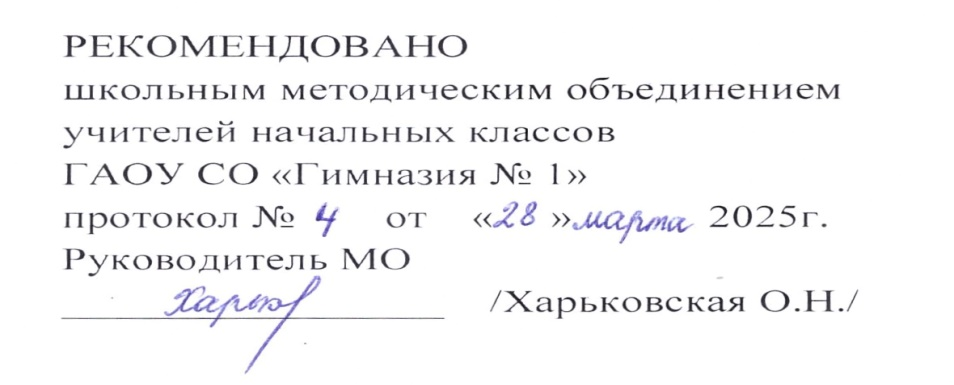 РЕКОМЕНДОВАНО
школьным методическим объединением
учителей начальных классов
ГАОУ СО «Гимназия № 1»
протокол № 4 от «28 »марта 2025г.
Руководитель МО
/Харьковская О.Н./